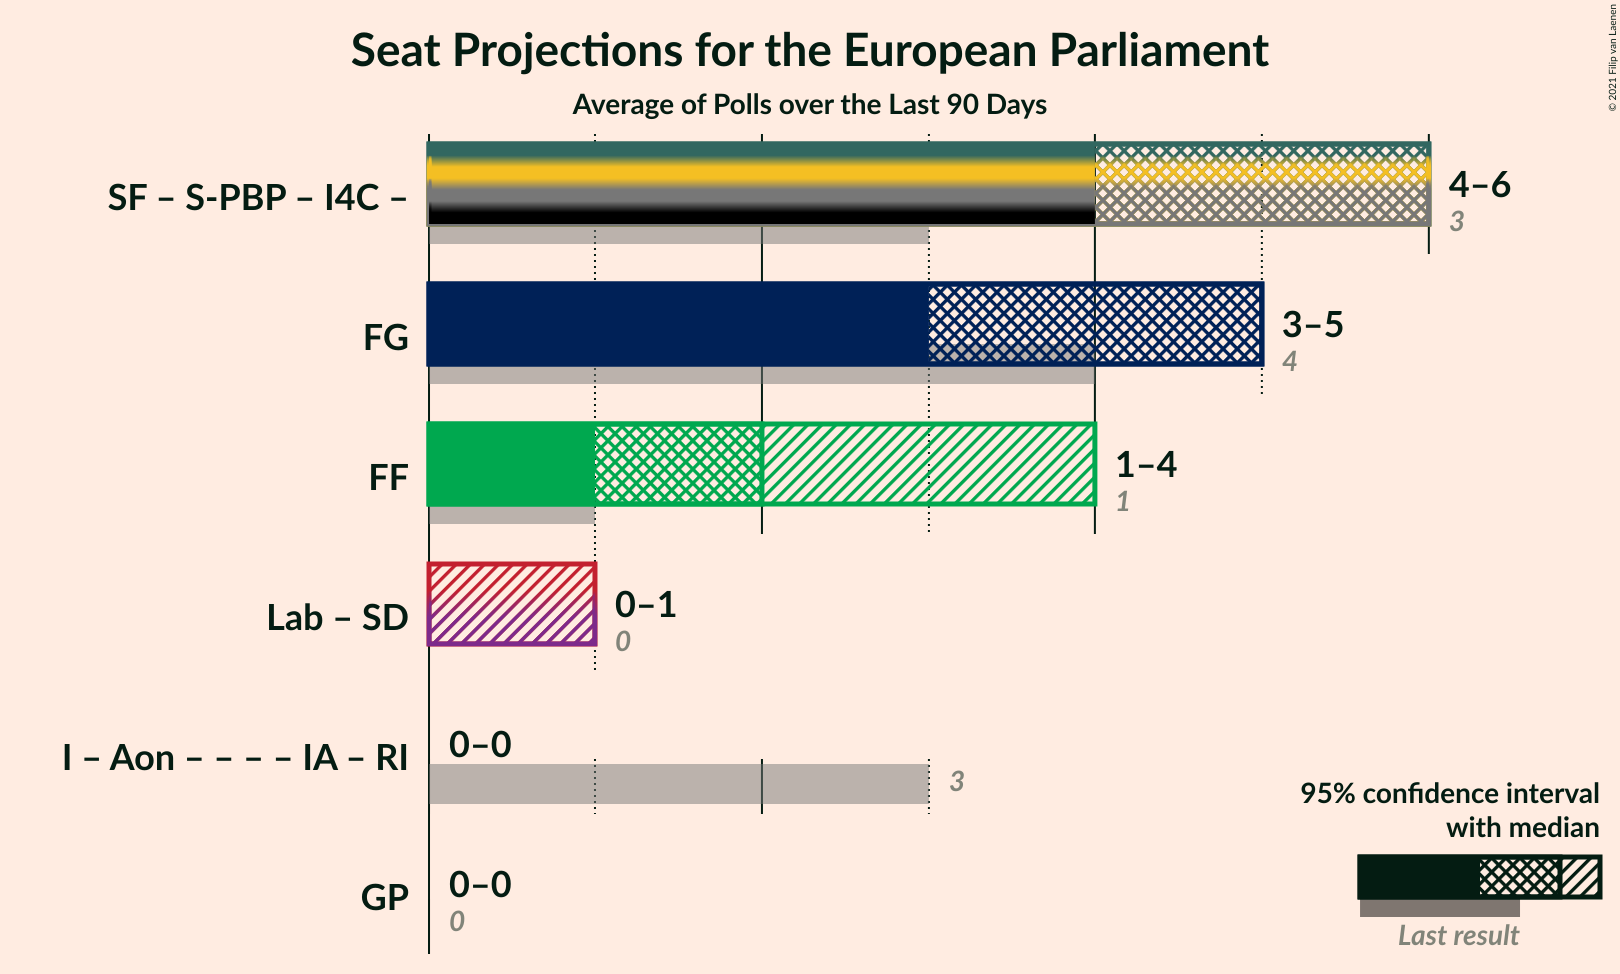 Seat Projections for the European Parliament
Average of Polls over the Last 90 Days
© 2021 Filip van Laenen
SF – S-PBP – I4C –
4–6
3
FG
3–5
4
FF
1–4
1
Lab – SD
0–1
0
I – Aon – – – – IA – RI
0–0
3
GP
0–0
0
95% confidence interval
with median
Last result